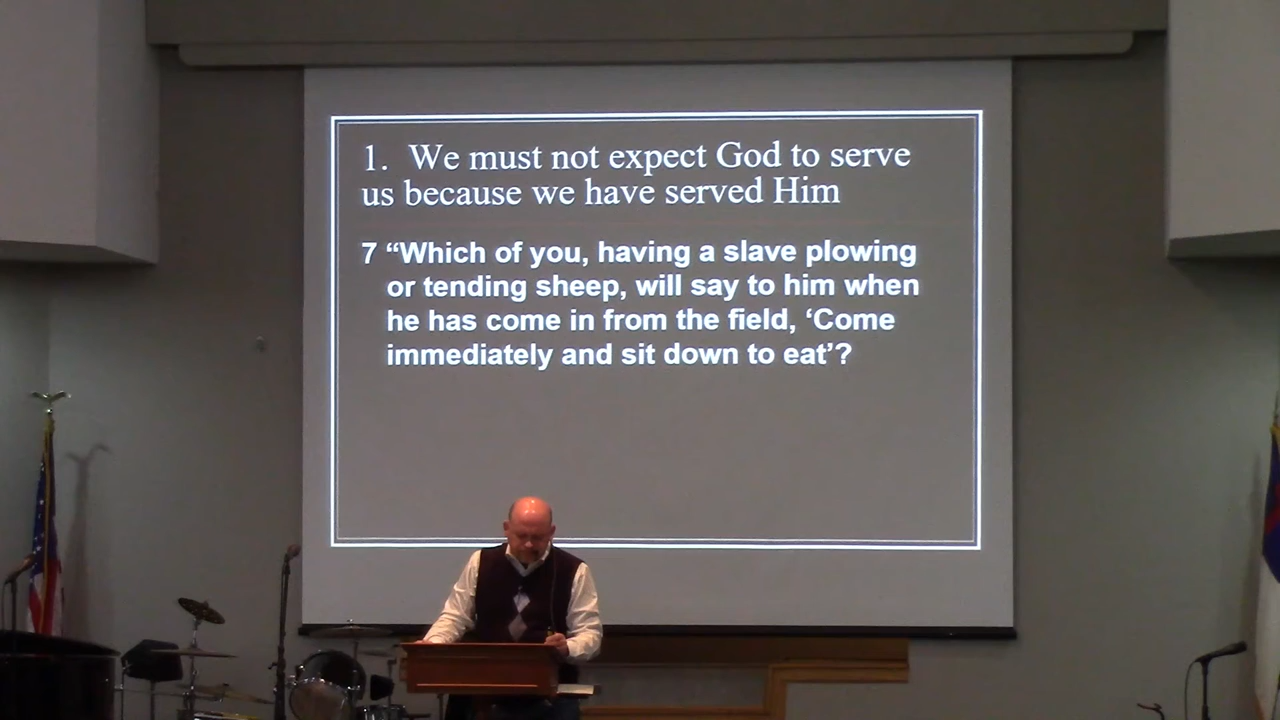 1. We must not expect God to serve
us because we have served Him
7 “Which of you, having a slave plowing
or tending sheep, will say to him when
he has come in from the field, ‘Come
immediately and sit down to eat’?